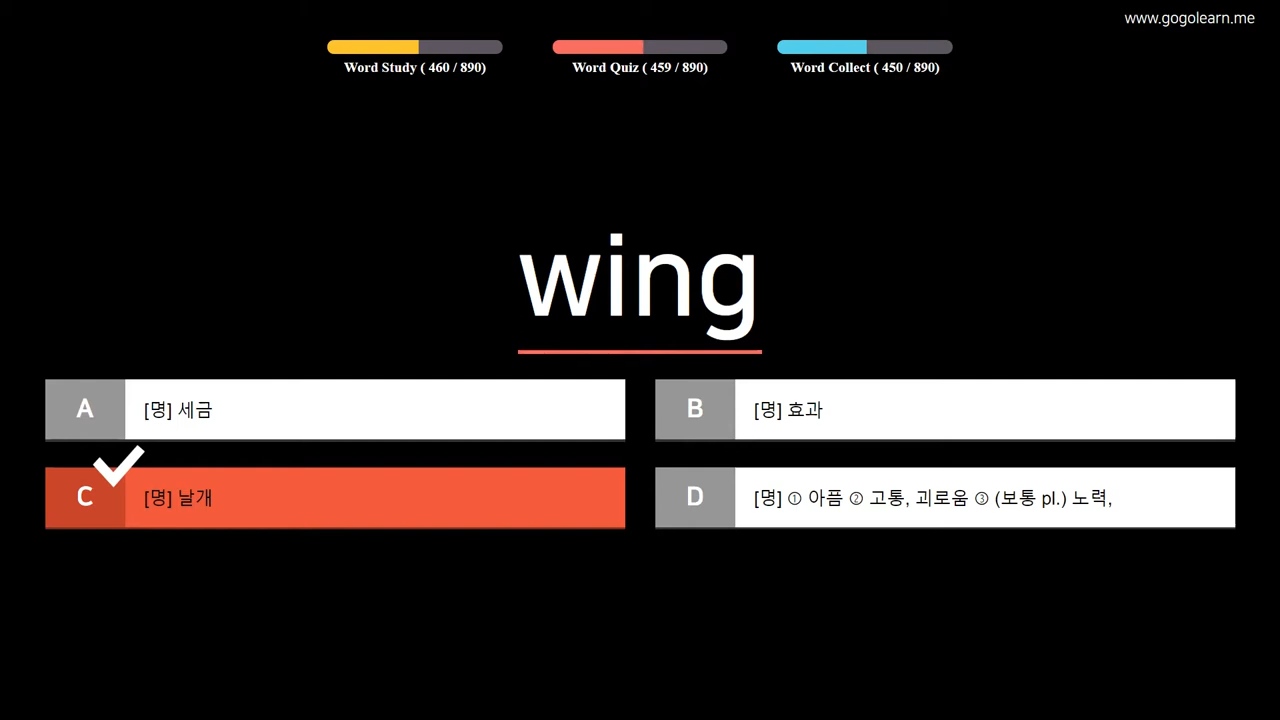 www.gogolearn.me
Word Study ( 460 / 890)
Word Quiz ( 459 / 890)
Word Collect ( 450 / 890)
wing
A [명] 세금
B [명] 효과
C [명] 날개
D [명] ① 아픔 ② 고통, 괴로움 ③ (보통 pl.) 노력,